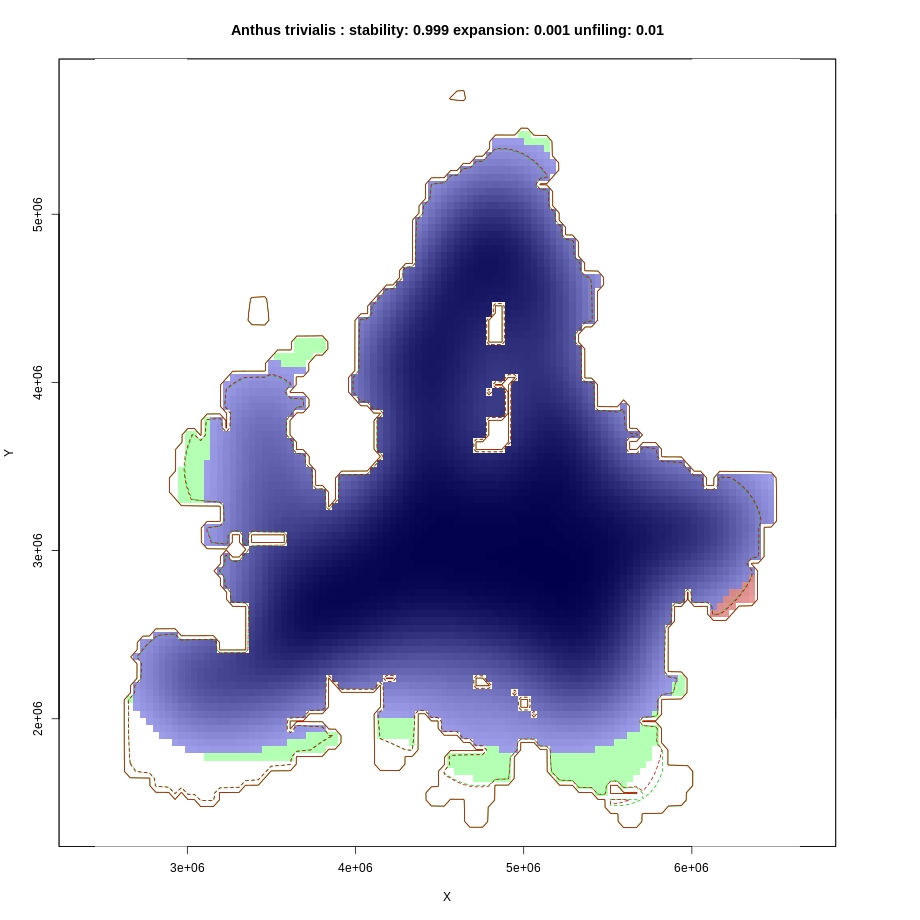 Anthus trivialis : stability: 0.999 expansion: 0.001 unfiling: 0.01
5e+06
4e+06
Y
3e+06
2e+06
3e+06 4e+06 5e+06 6e+06
X